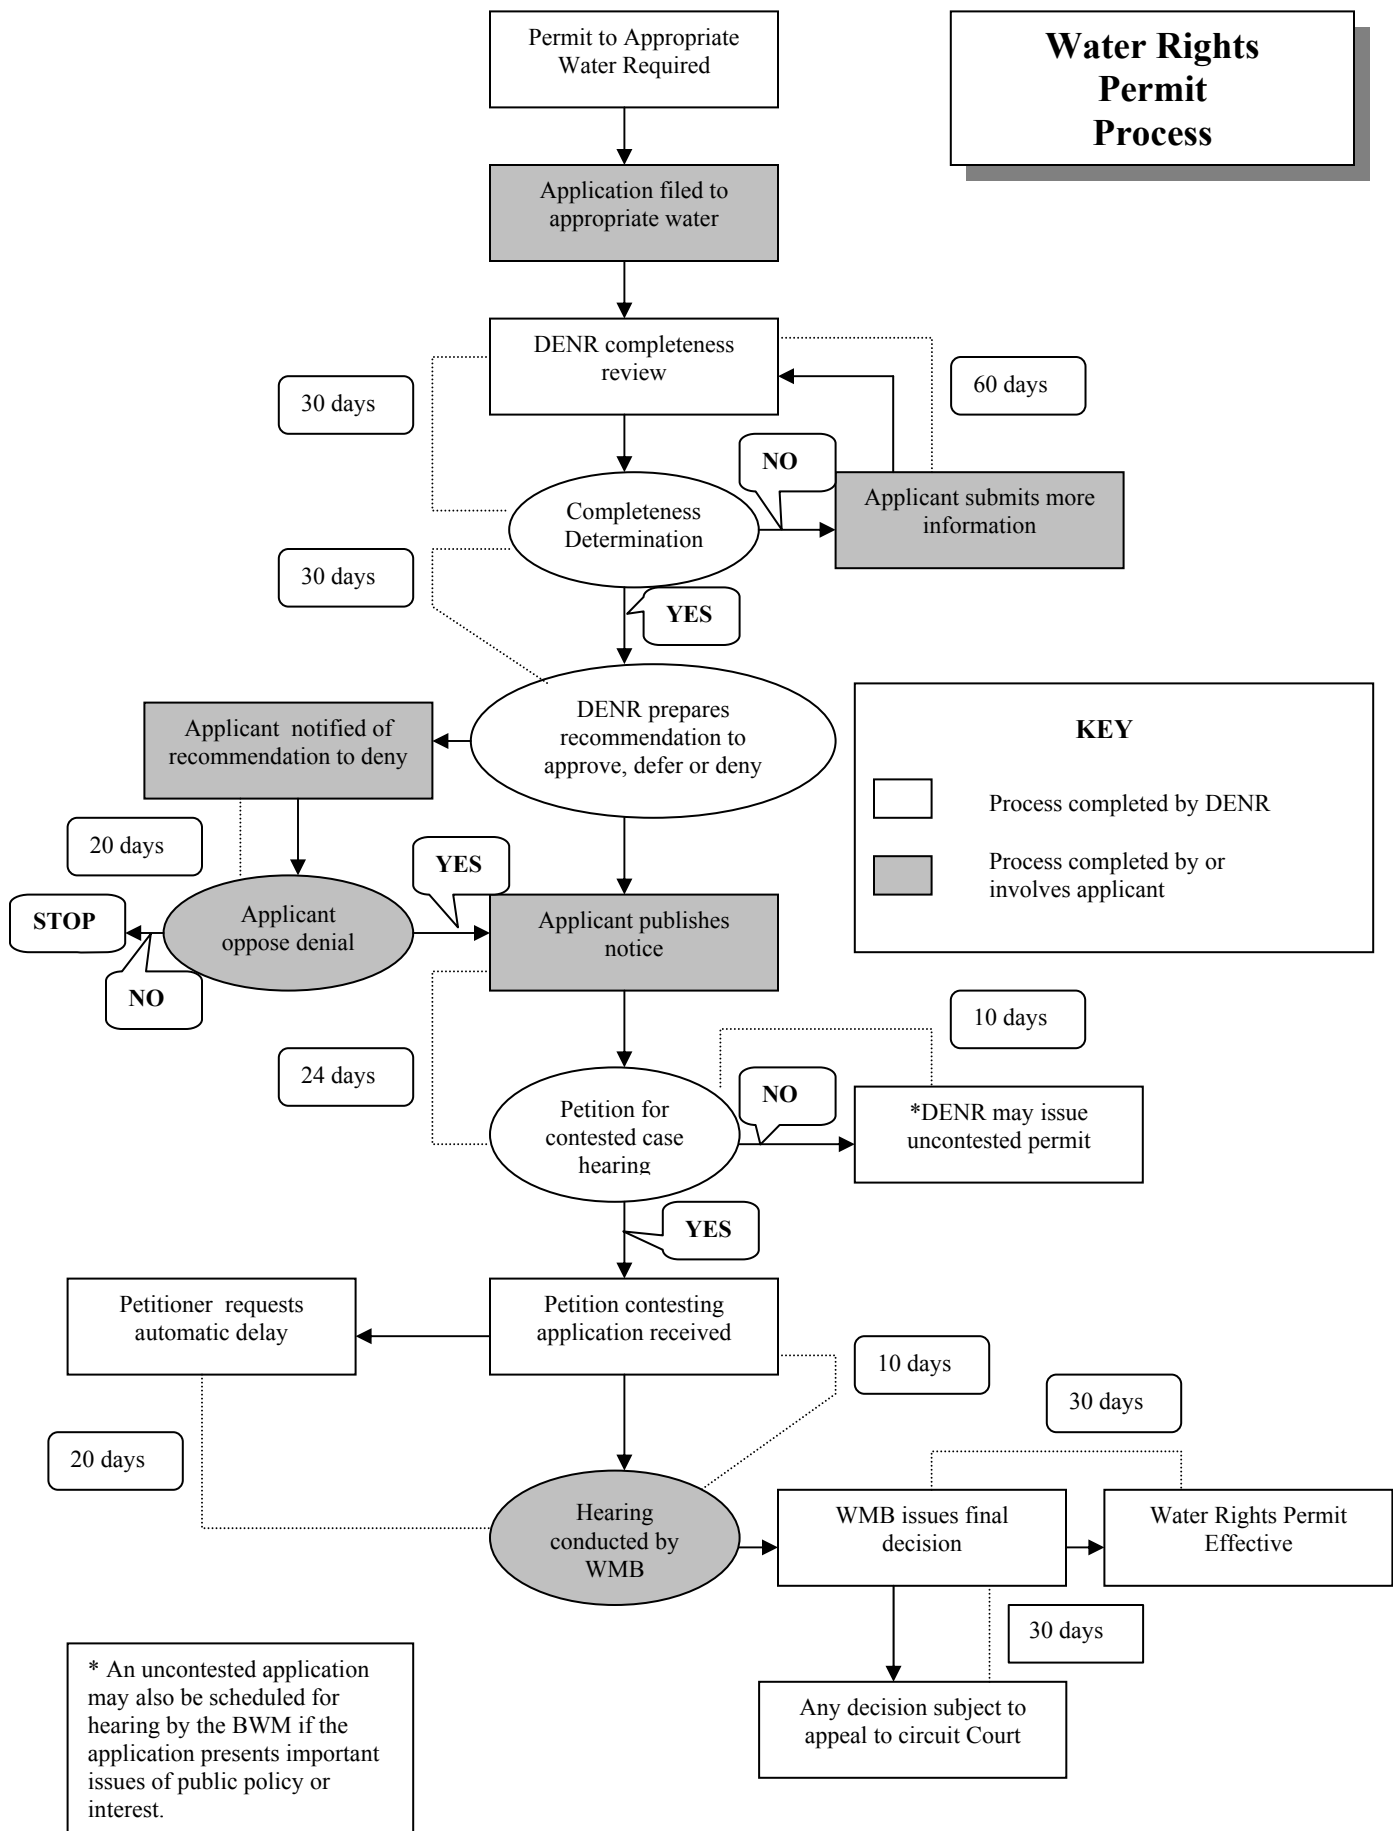 Permit to Appropriate
Water Required
Water Rights
Permit
Process
Application filed to
appropriate water
DENR completeness
review
30 days
60 days
NO
Completeness
Determination
Applicant submits more
information
30 days
YES
DENR prepares
recommendation to
approve, defer or deny
Applicant  notified of
recommendation to deny
KEY
Process completed by DENR
Process completed by or
involves applicant
20 days
YES
STOP
Applicant
oppose denial
Applicant publishes
notice
NO
10 days
24 days
NO
Petition for
contested case
hearing
*DENR may issue
uncontested permit
YES
Petitioner  requests
automatic delay
Petition contesting
application received
10 days
30 days
20 days
Hearing
conducted by
WMB
WMB issues final
decision
Water Rights Permit
Effective
30 days
Any decision subject to
appeal to circuit Court
* An uncontested application
may also be scheduled for
hearing by the BWM if the
application presents important
issues of public policy or
interest.